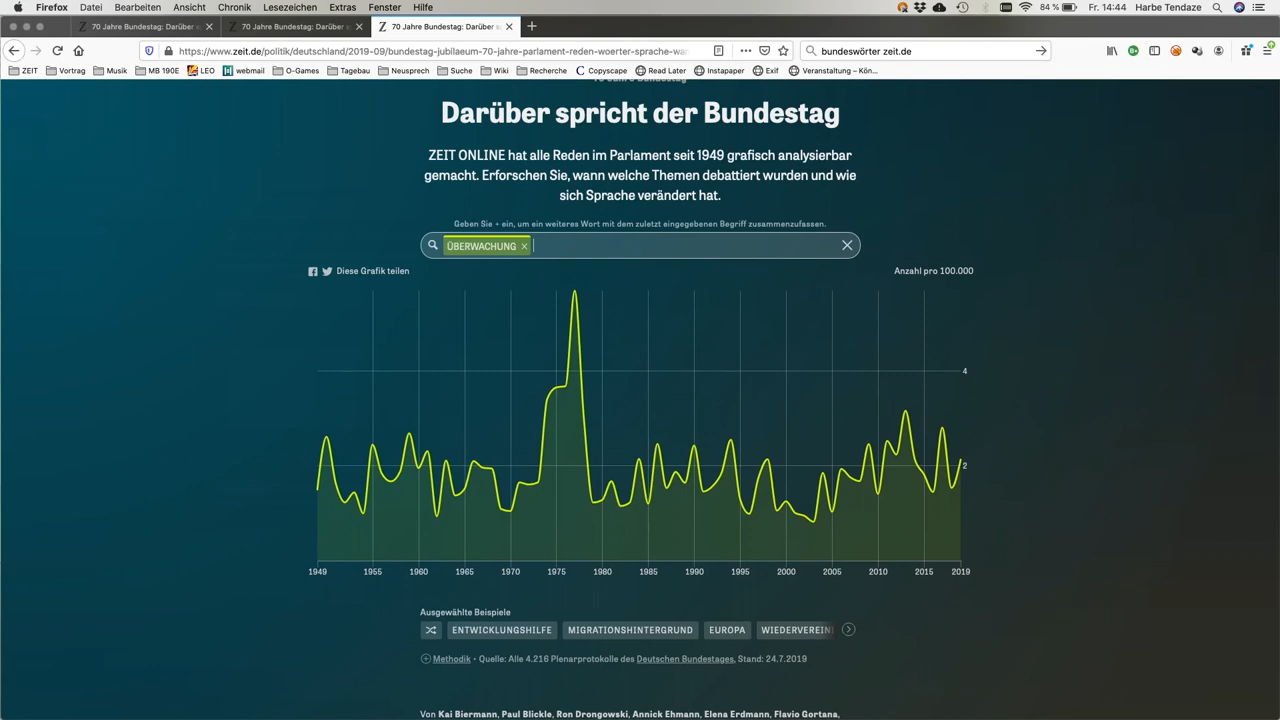 Firefox Datei Bearbeiten Ansicht Chronik Lesezeichen Extras Fenster Hilfe 84 % Fr. 14:44 Harbe Tendaze
70 Jahre Bundestag: Darüber 70 Jahre Bundestag: Darüber s 70 Jahre Bundestag: Darüber s
https://www.zeit.de/politik/deutschland/2019-09/bundestag-jubilaeum-70-jahre-parlament-reden-woerter-sprache-wa bundeswörter zeit.de
ZEIT Vortrag Musik MB 190E LEO webmail O-Games Tagebau Neusprech Suche Wiki Recherche Copyscape Read Later Instapaper Exif Veranstaltung – Kön...
70 Jahre Bundestag
Darüber spricht der Bundestag
ZEIT ONLINE hat alle Reden im Parlament seit 1949 grafisch analysierbar
gemacht. Erforschen Sie, wann welche Themen debattiert wurden und wie
sich Sprache verändert hat.
Geben Sie + ein, um ein weiteres Wort mit dem zuletzt eingegebenen Begriff zusammenzufassen.
ÜBERWACHUNG ×
Diese Grafik teilen Anzahl pro 100.000
4
2
1949 1955 1960 1965 1970 1975 1980 1985 1990 1995 2000 2005 2010 2015 2019
Ausgewählte Beispiele
ENTWICKLUNGSHILFE MIGRATIONSHINTERGRUND EUROPA WIEDERVEREIN
Methodik • Quelle: Alle 4.216 Plenarprotokolle des Deutschen Bundestages, Stand: 24.7.2019
Von Kai Biermann, Paul Blickle, Ron Drongowski, Annick Ehmann, Elena Erdmann, Flavio Gortana,